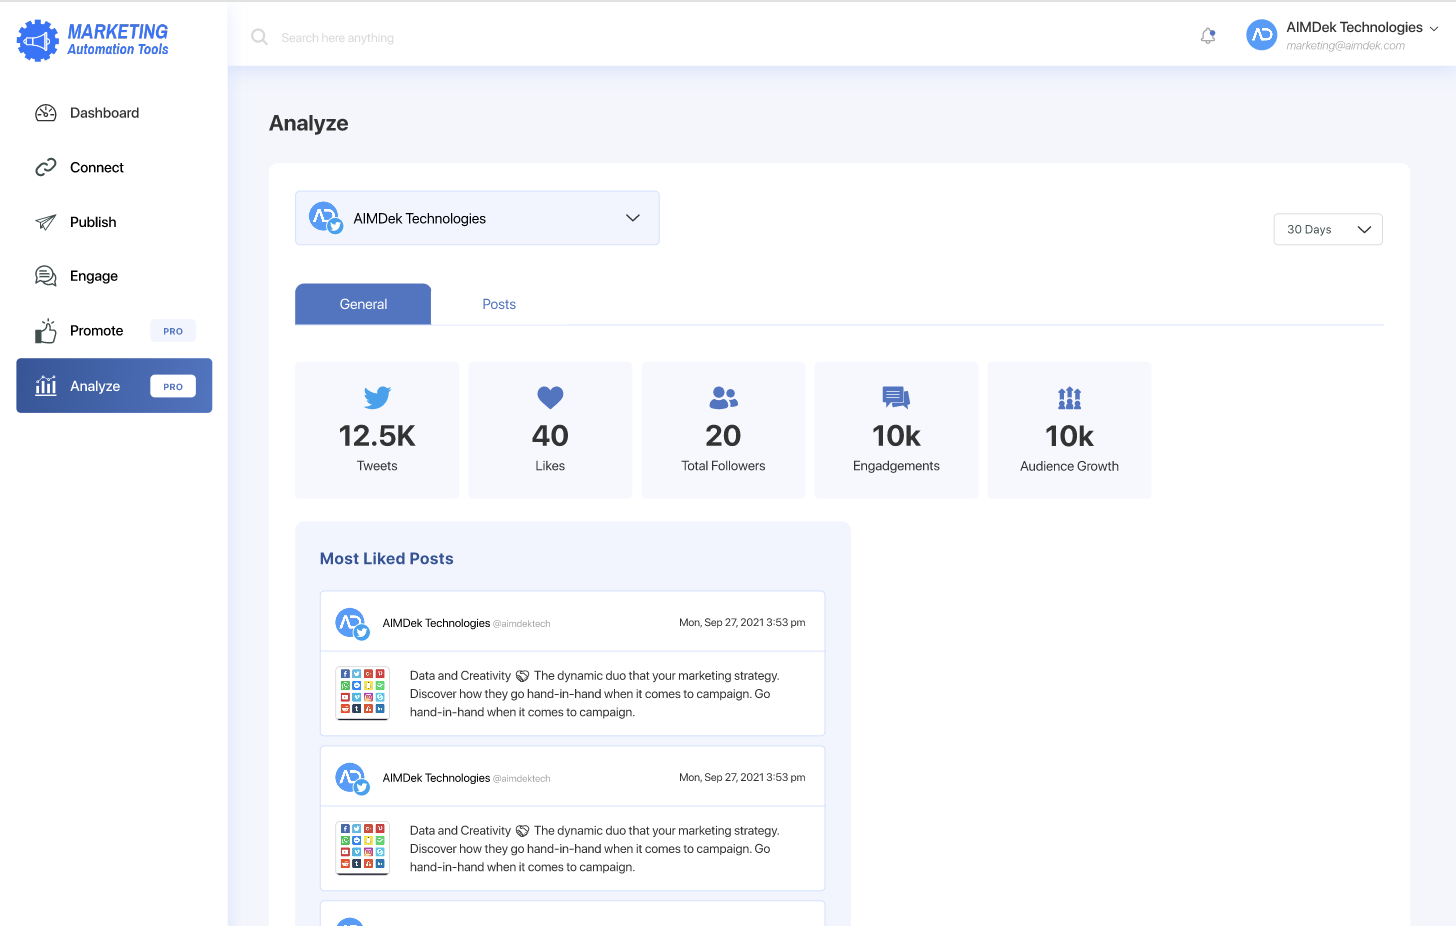 MARKETING
Automation Tools
Search here anything
AIMDek Technologies
marketing@aimdek.com
Dashboard
Connect
Publish
Engage
Promote PRO
Analyze PRO
Analyze
AIMDek Technologies
30 Days
General Posts
12.5K
Tweets
40
Likes
20
Total Followers
10k
Engadgements
10k
Audience Growth
Most Liked Posts
AIMDek Technologies @aimdektech Mon, Sep 27, 2021 3:53 pm
Data and Creativity The dynamic duo that your marketing strategy.
Discover how they go hand-in-hand when it comes to campaign. Go
hand-in-hand when it comes to campaign.
AIMDek Technologies @aimdektech Mon, Sep 27, 2021 3:53 pm
Data and Creativity The dynamic duo that your marketing strategy.
Discover how they go hand-in-hand when it comes to campaign. Go
hand-in-hand when it comes to campaign.